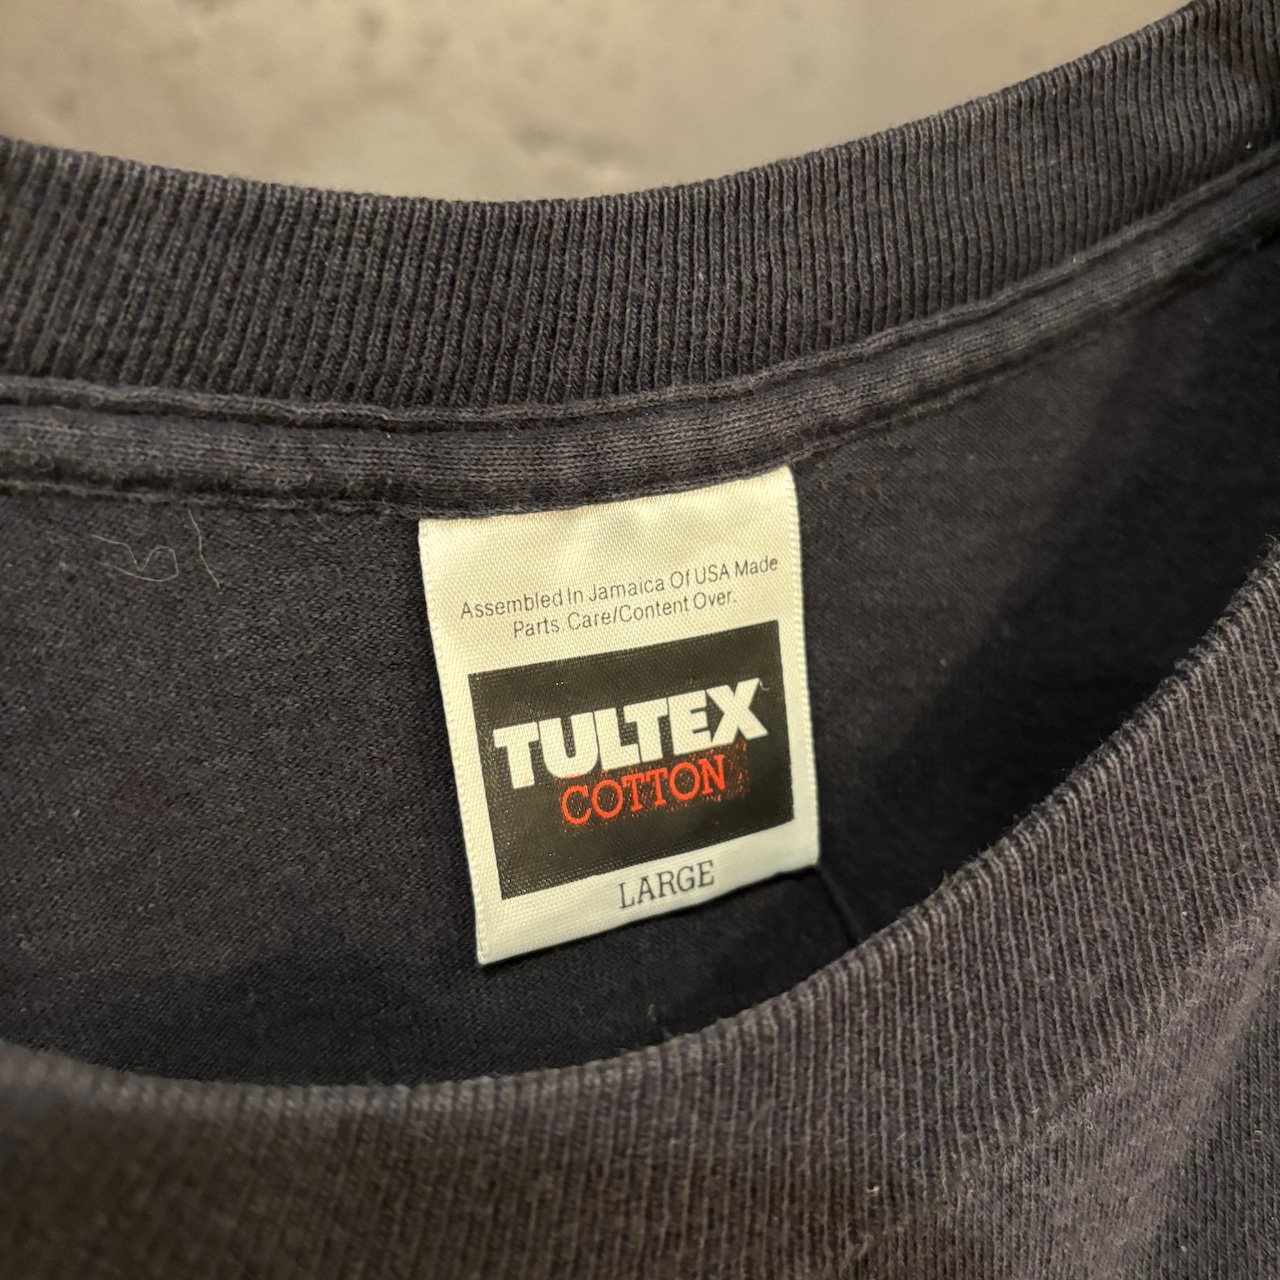 Assembled In Jamaica Of USA Made
Parts. Care/Content Over.
TULTEX
COTTON
LARGE